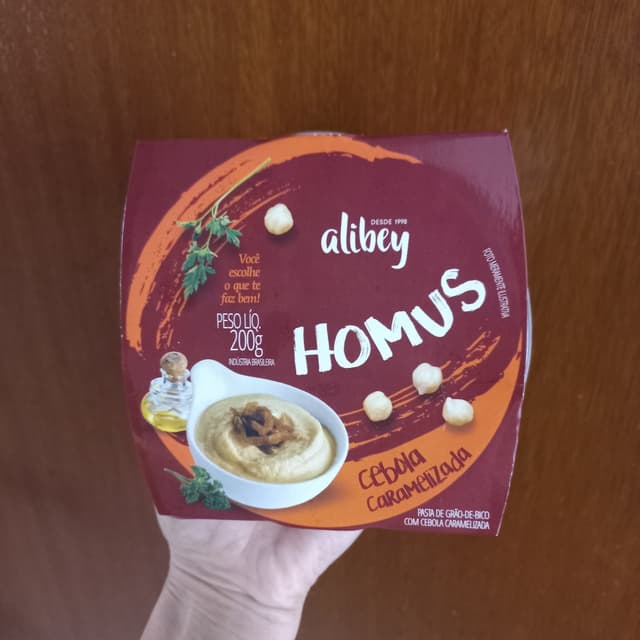 DESDE 1998
alibey
Você
escolhe
o que te
faz bem!
PESO LÍQ.
200g
INDÚSTRIA BRASILEIRA
FOTO MERAMENTE ILUSTRATIVA
HOMUS
cebola
caramelizada
PASTA DE GRÃO-DE-BICO
COM CEBOLA CARAMELIZADA